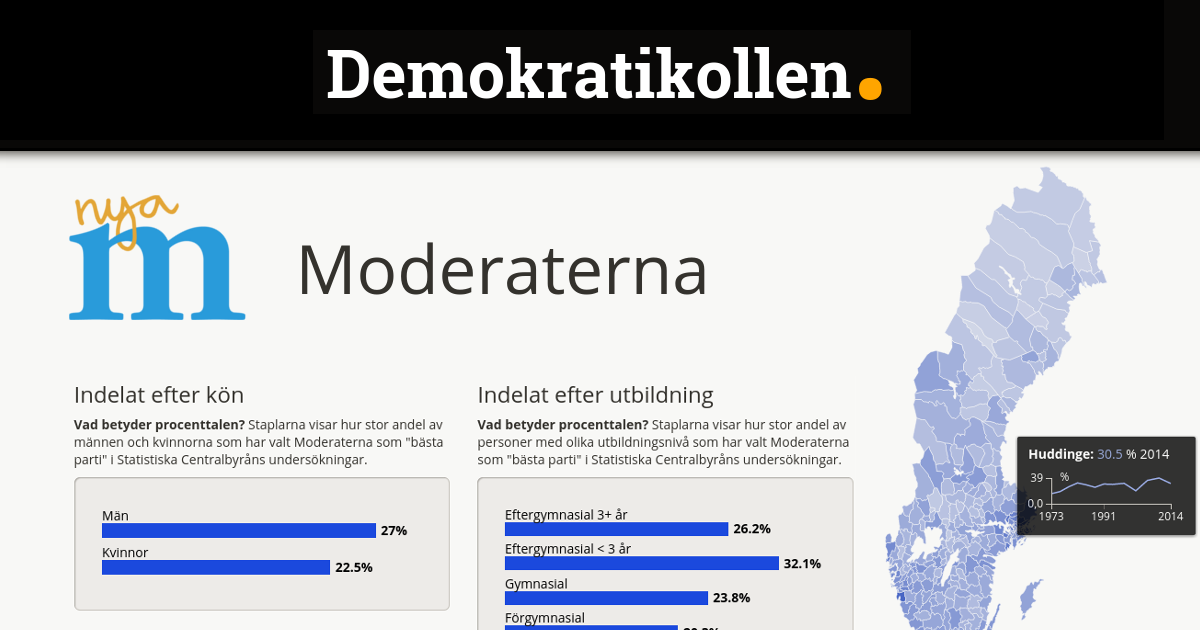 Demokratikollen.
nya
m
Moderaterna
Indelat efter kön
Vad betyder procenttalen? Staplarna visar hur stor andel av
männen och kvinnorna som har valt Moderaterna som "bästa
parti" i Statistiska Centralbyråns undersökningar.
Män
27%
Kvinnor
22.5%
Indelat efter utbildning
Vad betyder procenttalen? Staplarna visar hur stor andel av
personer med olika utbildningsnivå som har valt Moderaterna
som "bästa parti" i Statistiska Centralbyråns undersökningar.
Eftergymnasial 3+ år
26.2%
Eftergymnasial < 3 år
32.1%
Gymnasial
23.8%
Förgymnasial
Huddinge: 30.5 % 2014
39 %
0,0
1973 1991 2014